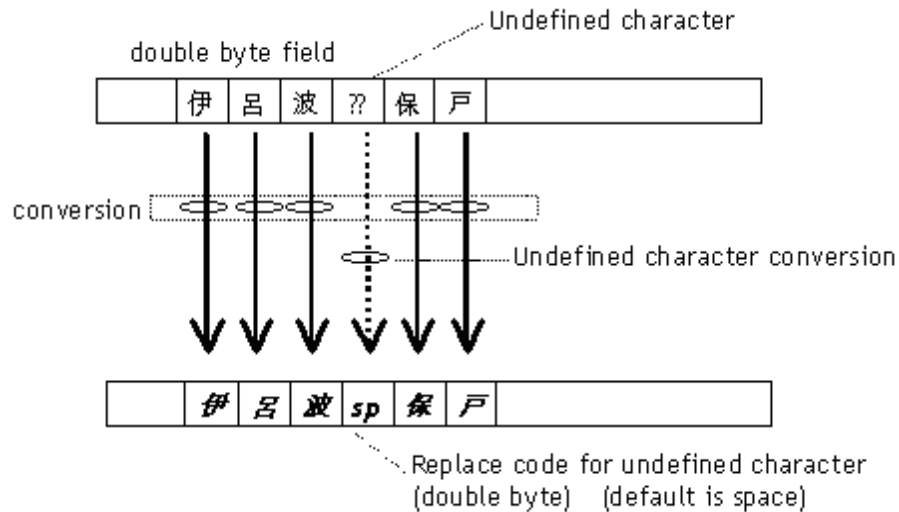 Undefined character
double byte field
伊 呂 波 ?? 保 戸
conversion
Undefined character conversion
伊 呂 波 sp 保 戸
Replace code for undefined character
(double byte) (default is space)